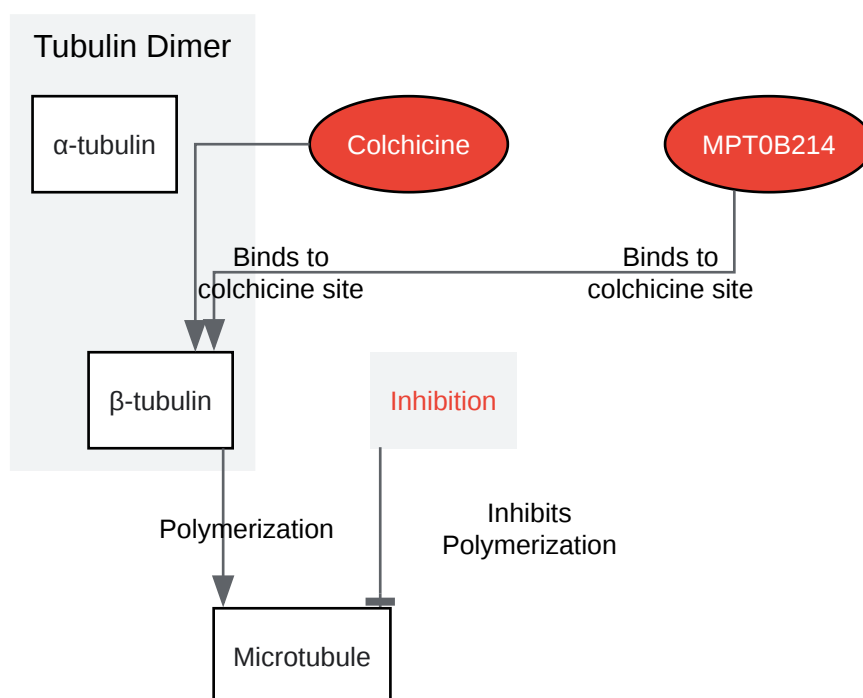 Tubulin Dimer
α-tubulin
Colchicine
MPT0B214
Binds to
colchicine site
Binds to
colchicine site
β-tubulin
Inhibition
Polymerization
Inhibits
Polymerization
Microtubule